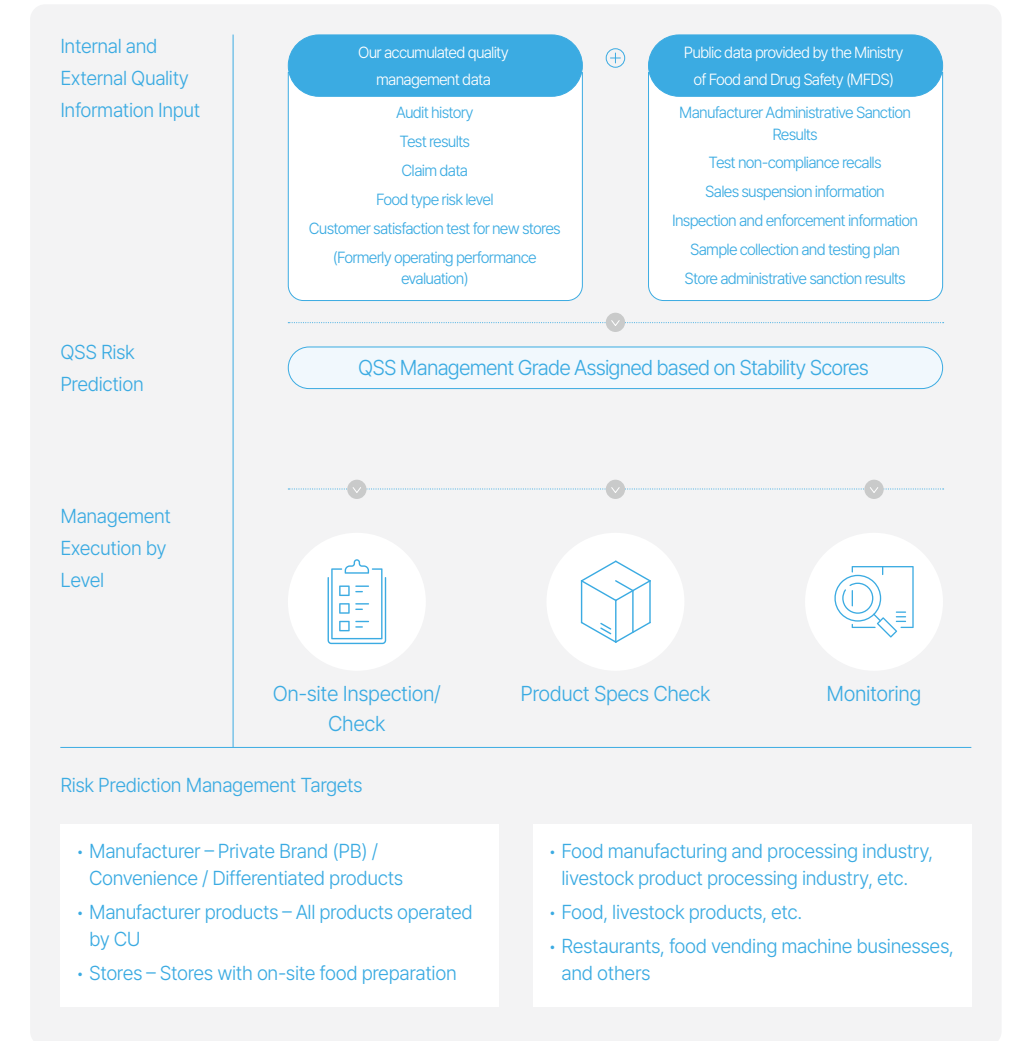 Internal and
External Quality
Information Input
Our accumulated quality
management data
Audit history
Test results
Claim data
Food type risk level
Customer satisfaction test for new stores
(Formerly operating performance
evaluation)
Public data provided by the Ministry
of Food and Drug Safety (MFDS)
Manufacturer Administrative Sanction
Results
Test non-compliance recalls
Sales suspension information
Inspection and enforcement information
Sample collection and testing plan
Store administrative sanction results
QSS Risk
Prediction
QSS Management Grade Assigned based on Stability Scores
Management
Execution by
Level
On-site Inspection/
Check
Product Specs Check
Monitoring
Risk Prediction Management Targets
• Manufacturer – Private Brand (PB) /
Convenience / Differentiated products
• Manufacturer products – All products operated
by CU
• Stores – Stores with on-site food preparation
• Food manufacturing and processing industry,
livestock product processing industry, etc.
• Food, livestock products, etc.
• Restaurants, food vending machine businesses,
and others